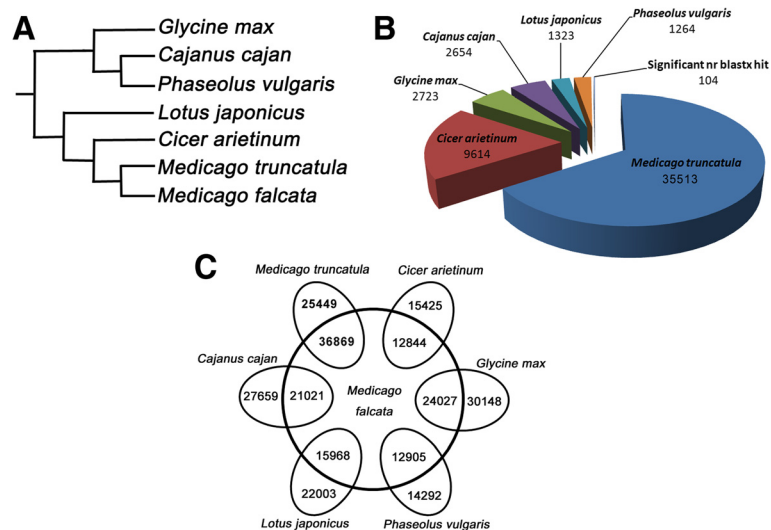 A
Glycine max
Cajanus cajan
Phaseolus vulgaris
Lotus japonicus
Cicer arietinum
Medicago truncatula
Medicago falcata
B
Phaseolus vulgaris
1264
Lotus japonicus
1323
Cajanus cajan
2654
Significant nr blastx hit
104
Glycine max
2723
Cicer arietinum
9614
Medicago truncatula
35513
C
Medicago truncatula
25449
36869
Cicer arietinum
15425
12844
Cajanus cajan
27659
21021
Medicago
falcata
Glycine max
24027
30148
15968
22003
Lotus japonicus
12905
14292
Phaseolus vulgaris